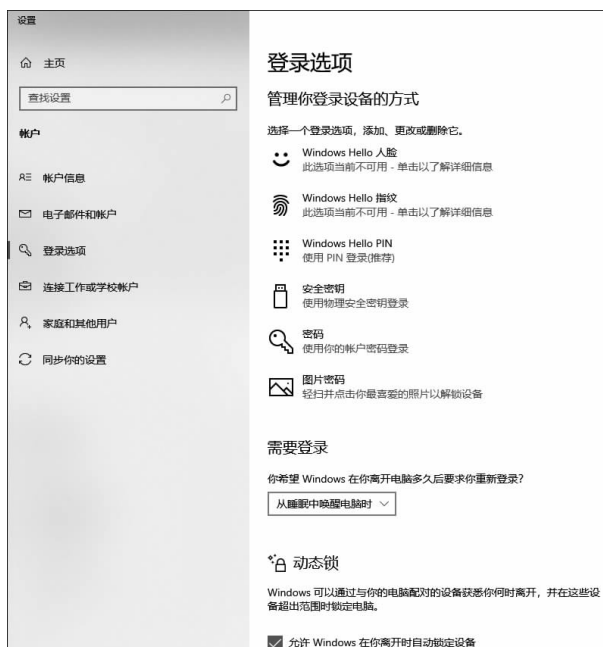 设置
主页
查找设置
帐户
帐户信息
电子邮件和帐户
登录选项
连接工作或学校帐户
家庭和其他用户
同步你的设置
登录选项
管理你登录设备的方式
选择一个登录选项，添加、更改或删除它。
Windows Hello 人脸
此选项当前不可用 - 单击以了解详细信息
Windows Hello 指纹
此选项当前不可用 - 单击以了解详细信息
Windows Hello PIN
使用 PIN 登录(推荐)
安全密钥
使用物理安全密钥登录
密码
使用你的帐户密码登录
图片密码
轻扫并点击你最喜爱的照片以解锁设备
需要登录
你希望 Windows 在你离开电脑多久后要求你重新登录?
从睡眠中唤醒电脑时
动态锁
Windows 可以通过与你的电脑配对的设备获悉你何时离开，并在这些设
备超出范围时锁定电脑。
允许 Windows 在你离开时自动锁定设备